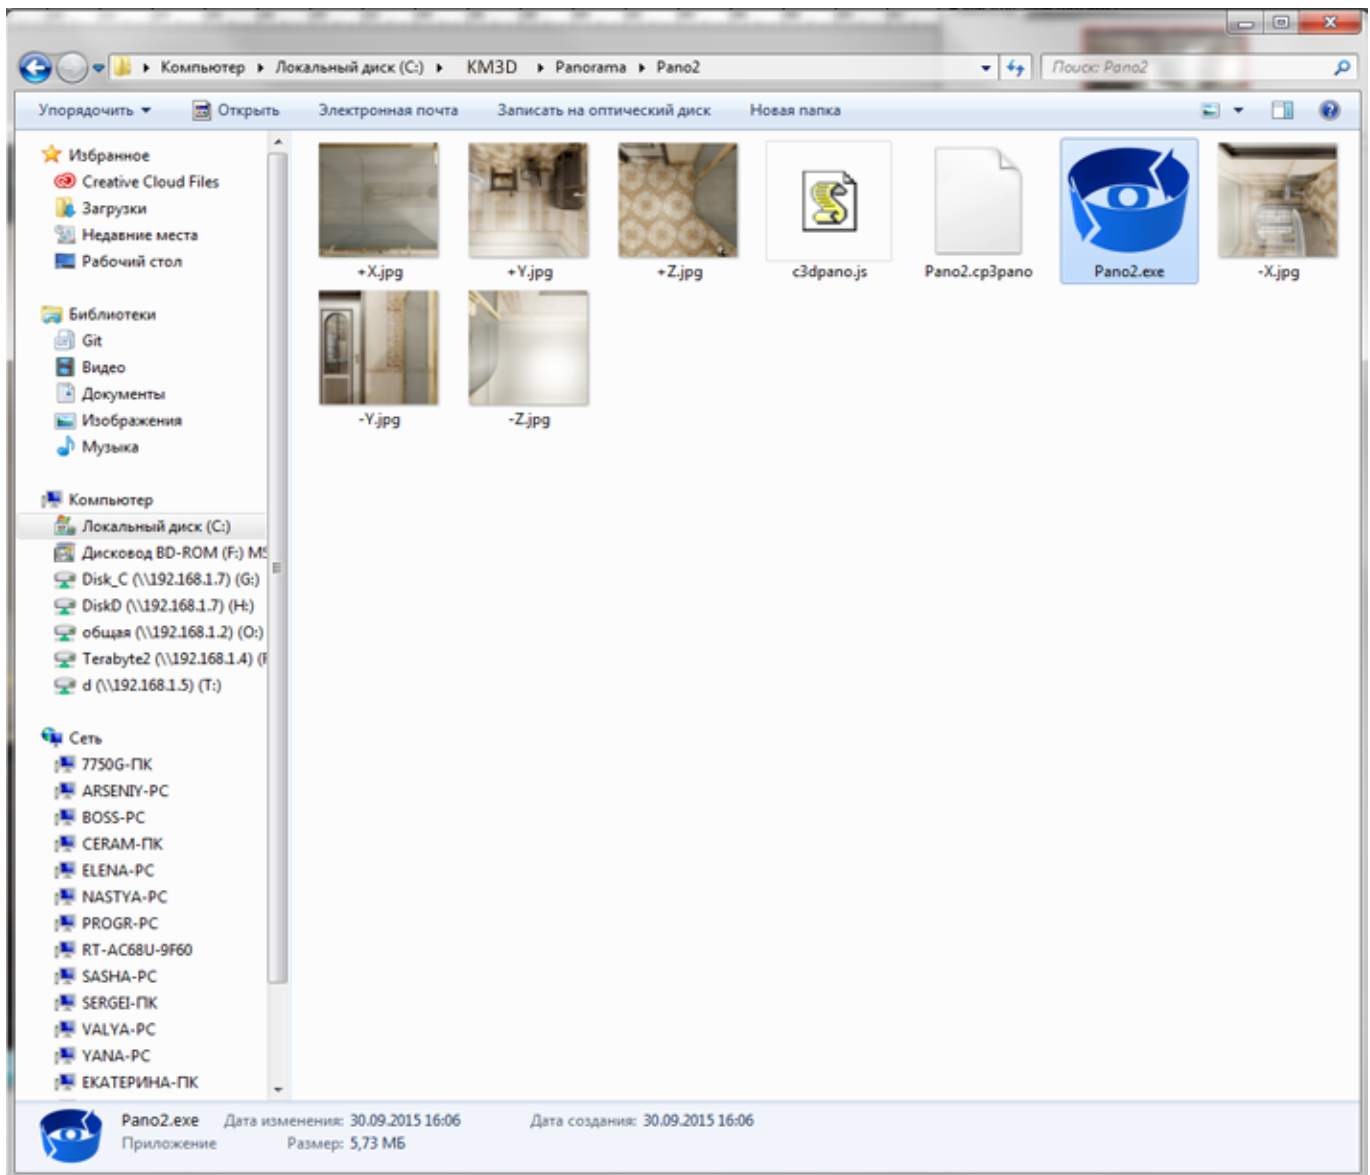 Компьютер ▸ Локальный диск (C:) ▸ KM3D ▸ Panorama ▸ Pano2
Поиск: Pano2
Упорядочить Открыть Электронная почта Записать на оптический диск Новая папка
Избранное
Creative Cloud Files
Загрузки
Недавние места
Рабочий стол
Библиотеки
Git
Видео
Документы
Изображения
Музыка
Компьютер
Локальный диск (C:)
Дисковод BD-ROM (F:) MS
Disk_C (\\192.168.1.7) (G:)
DiskD (\\192.168.1.7) (H:)
общая (\\192.168.1.2) (O:)
Terabyte2 (\\192.168.1.4)
d (\\192.168.1.5) (T:)
Сеть
7750G-ПК
ARSENIY-PC
BOSS-PC
CERAM-ПК
ELENA-PC
NASTYA-PC
PROGR-PC
RT-AC68U-9F60
SASHA-PC
SERGEI-ПК
VALYA-PC
YANA-PC
ЕКАТЕРИНА-ПК
+X.jpg +Y.jpg +Z.jpg c3dpano.js Pano2.cp3pano Pano2.exe -X.jpg
-Y.jpg -Z.jpg
Pano2.exe Дата изменения: 30.09.2015 16:06 Дата создания: 30.09.2015 16:06
Приложение Размер: 5,73 МБ